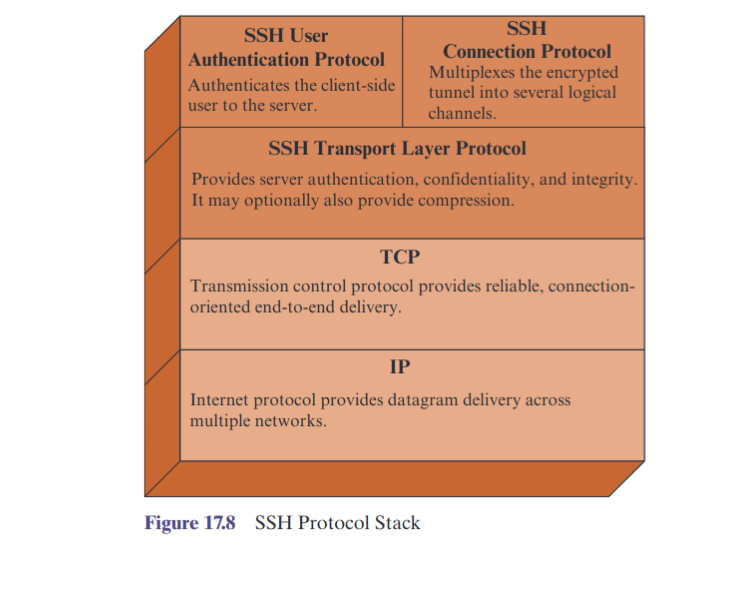 SSH User
Authentication Protocol
Authenticates the client-side
user to the server.
SSH
Connection Protocol
Multiplexes the encrypted
tunnel into several logical
channels.
SSH Transport Layer Protocol
Provides server authentication, confidentiality, and integrity.
It may optionally also provide compression.
TCP
Transmission control protocol provides reliable, connection-
oriented end-to-end delivery.
IP
Internet protocol provides datagram delivery across
multiple networks.
Figure 17.8 SSH Protocol Stack